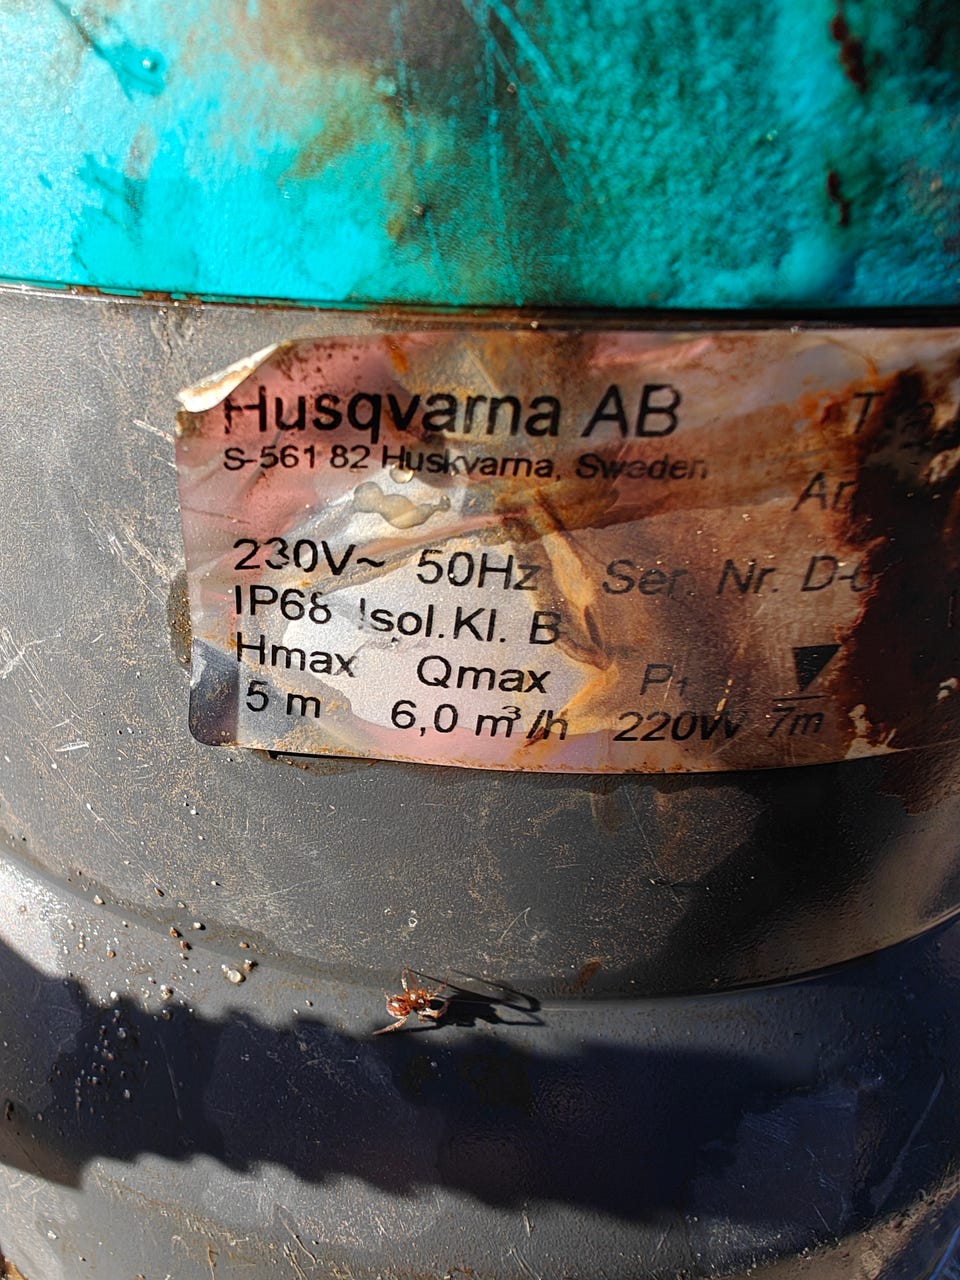 Husqvarna AB
S-561 82 Huskvarna, Sweden
230V~ 50Hz Ser. Nr. D-
IP68 Isol.Kl. B
Hmax Qmax P1
5 m 6,0 m³/h 220W 7m